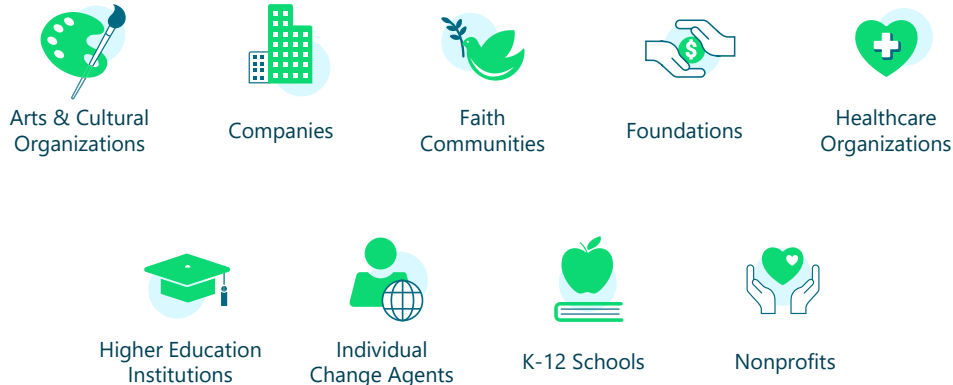 Arts & Cultural
Organizations
Companies
Faith
Communities
Foundations
Healthcare
Organizations
Higher Education
Institutions
Individual
Change Agents
K-12 Schools
Nonprofits